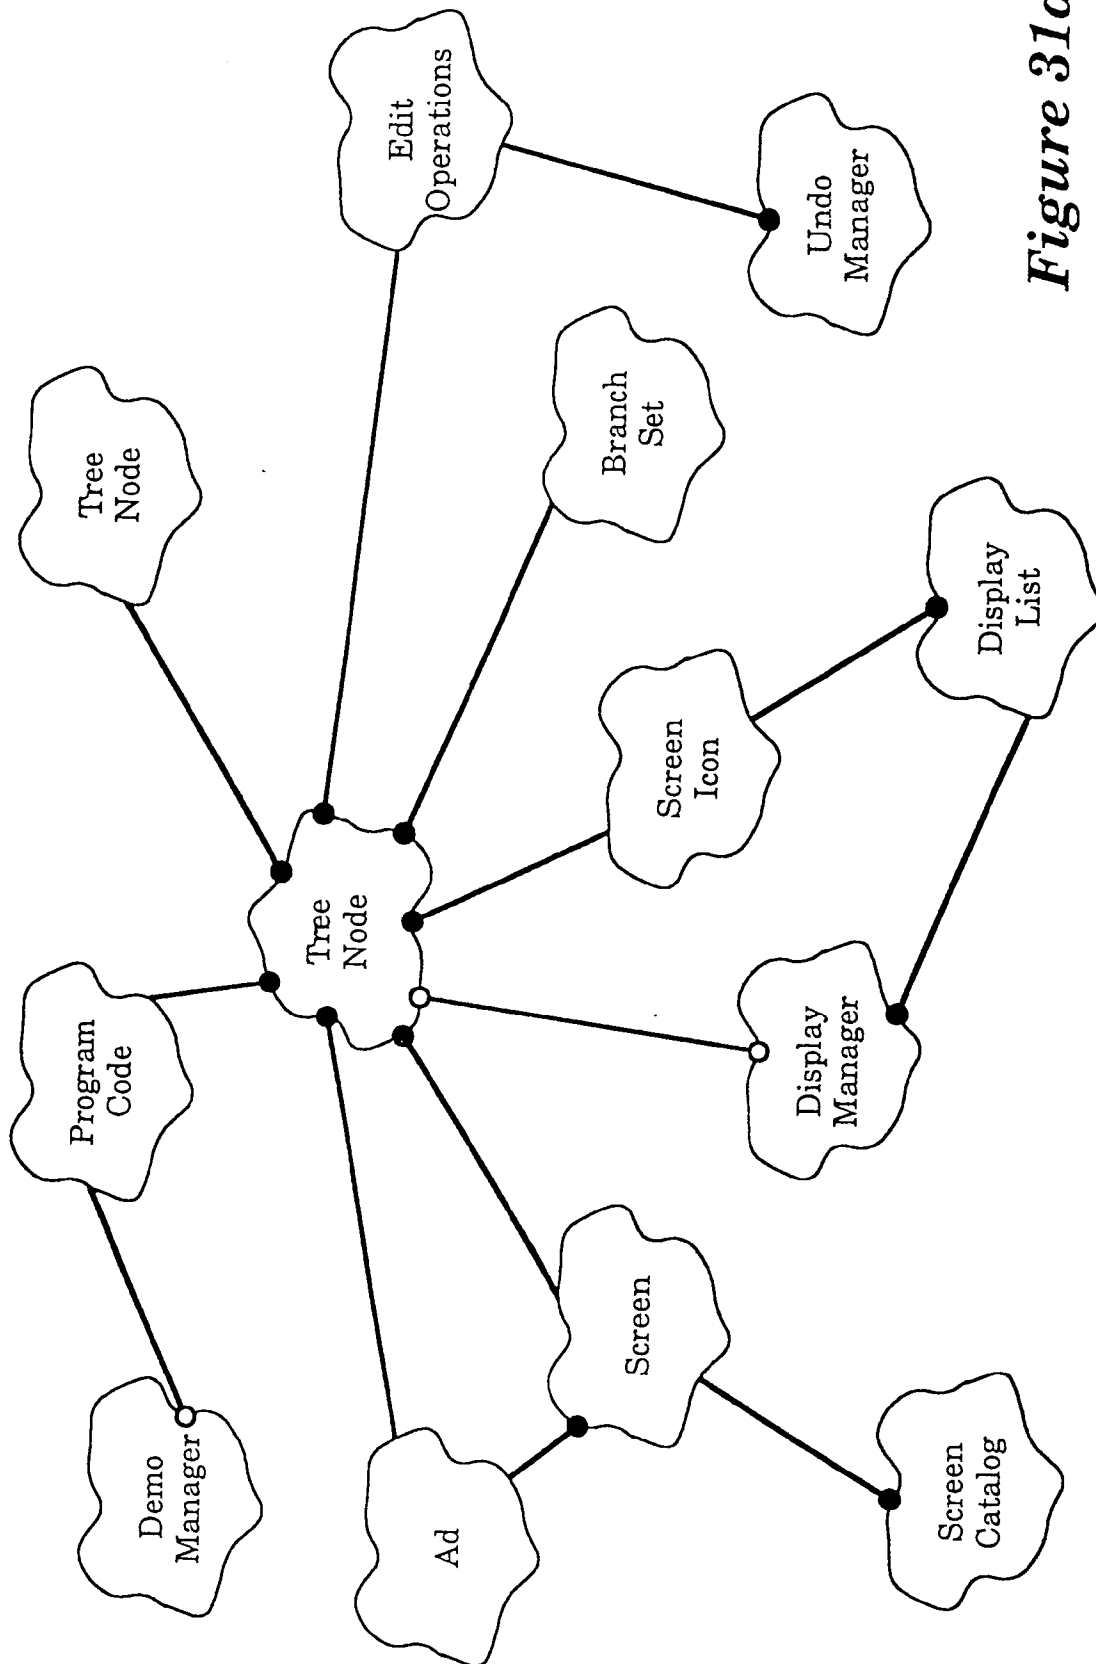 Program
Code
Tree
Node
Demo
Manager
Tree
Node
Edit
Operations
Ad
Branch
Set
Screen
Screen
Icon
Display
Manager
Undo
Manager
Screen
Catalog
Display
List
Figure